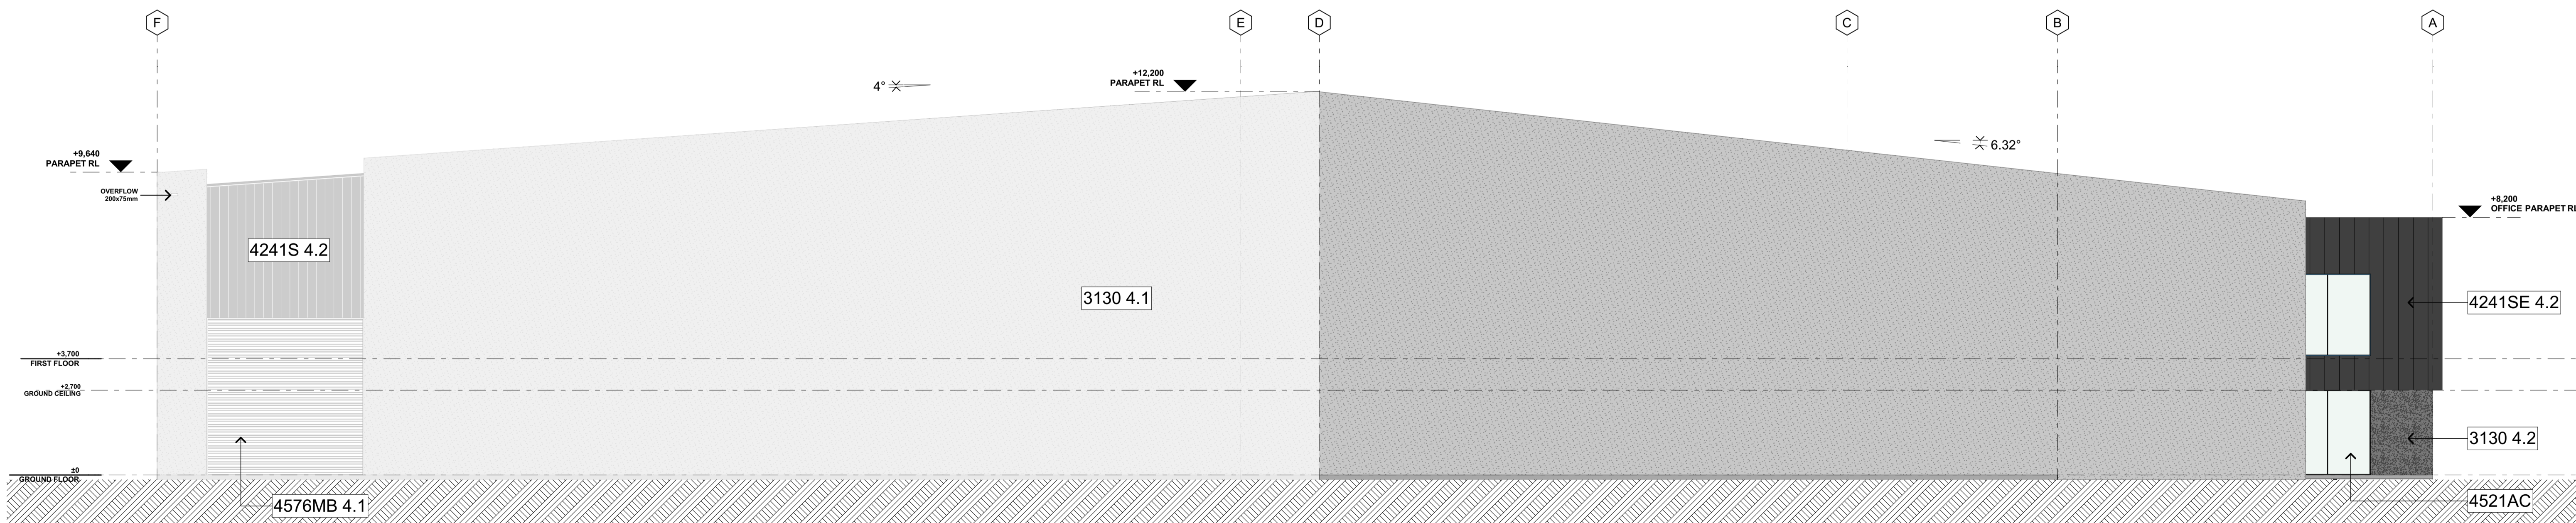 F
E
D
C
B
A
4°
+12,200
PARAPET RL
6.32°
+9,640
PARAPET RL
OVERFLOW
200x75mm
+8,200
OFFICE PARAPET RL
4241S 4.2
3130 4.1
4241SE 4.2
+3,700
FIRST FLOOR
+2,700
GROUND CEILING
3130 4.2
±0
GROUND FLOOR
4576MB 4.1
4521AC